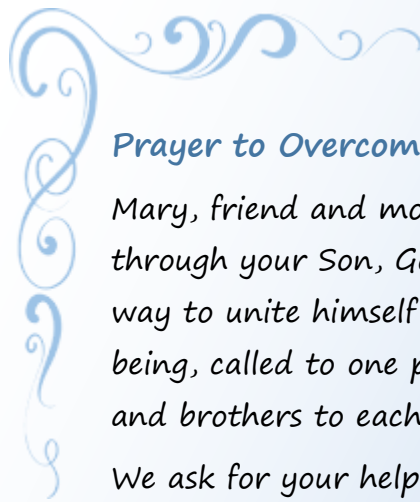 Prayer to Overcom
Mary, friend and mo
through your Son, G
way to unite himself
being, called to one p
and brothers to each
We ask for your help